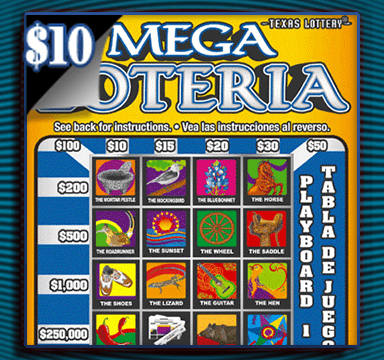 $10
TEXAS LOTTERY®
MEGA
LOTERIA
See back for instructions. • Vea las instrucciones al reverso.
$100 $10 $15 $20 $30 $50
$200
THE MORTAR PESTLE THE MOCKINGBIRD THE BLUEBONNET THE HORSE
$500
THE ROADRUNNER THE SUNSET THE WHEEL THE SADDLE
$1,000
THE SHOES THE LIZARD THE GUITAR THE HEN
$250,000
PLAYBOARD 1
TABLA DE JUEGO